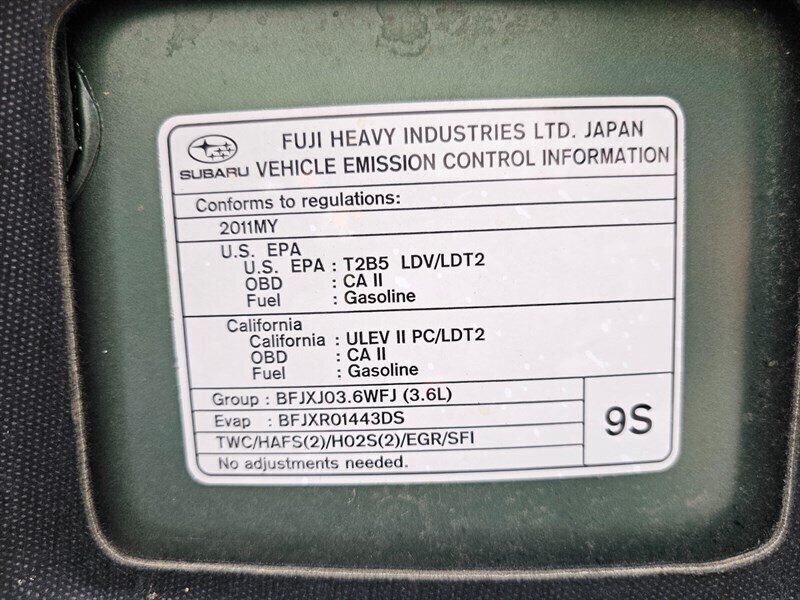 FUJI HEAVY INDUSTRIES LTD. JAPAN
SUBARU VEHICLE EMISSION CONTROL INFORMATION
Conforms to regulations:
2011MY
U.S. EPA
U.S. EPA : T2B5 LDV/LDT2
OBD : CA II
Fuel : Gasoline
California
California : ULEV II PC/LDT2
OBD : CA II
Fuel : Gasoline
Group : BFJXJ03.6WFJ (3.6L)
Evap : BFJXR01443DS
TWC/HAFS(2)/HO2S(2)/EGR/SFI
No adjustments needed.
9S